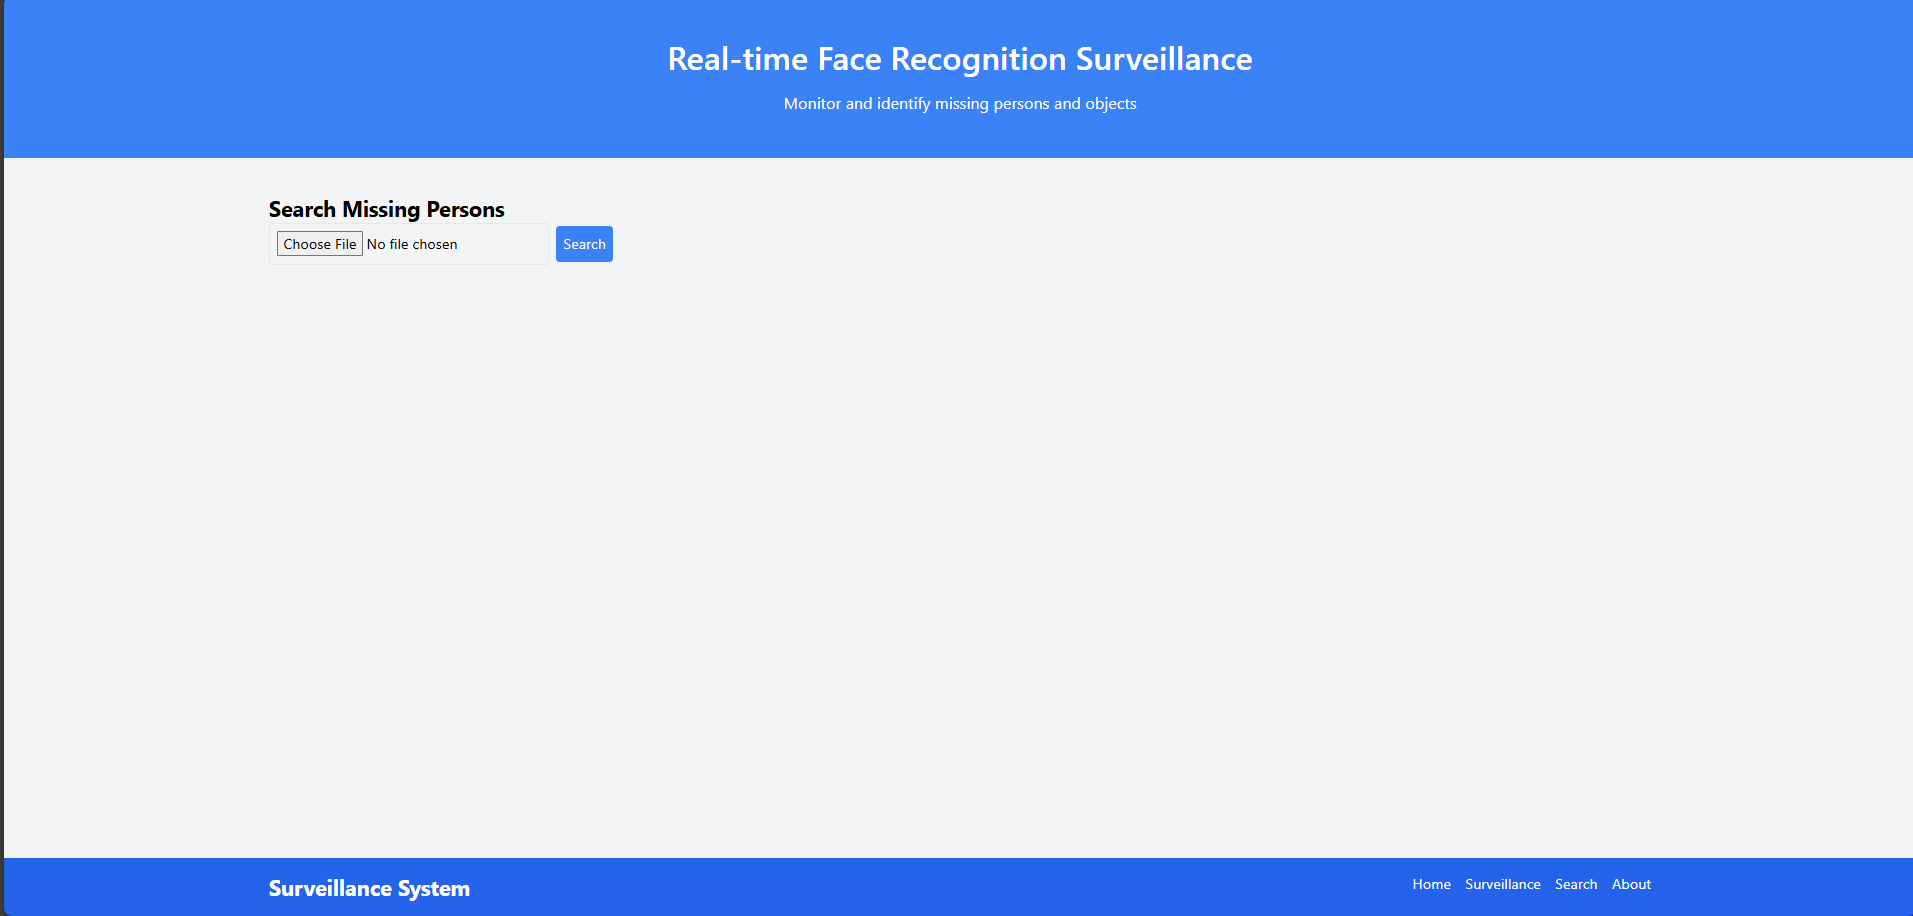 Real-time Face Recognition Surveillance
Monitor and identify missing persons and objects
Search Missing Persons
Choose File No file chosen Search
Surveillance System Home Surveillance Search About